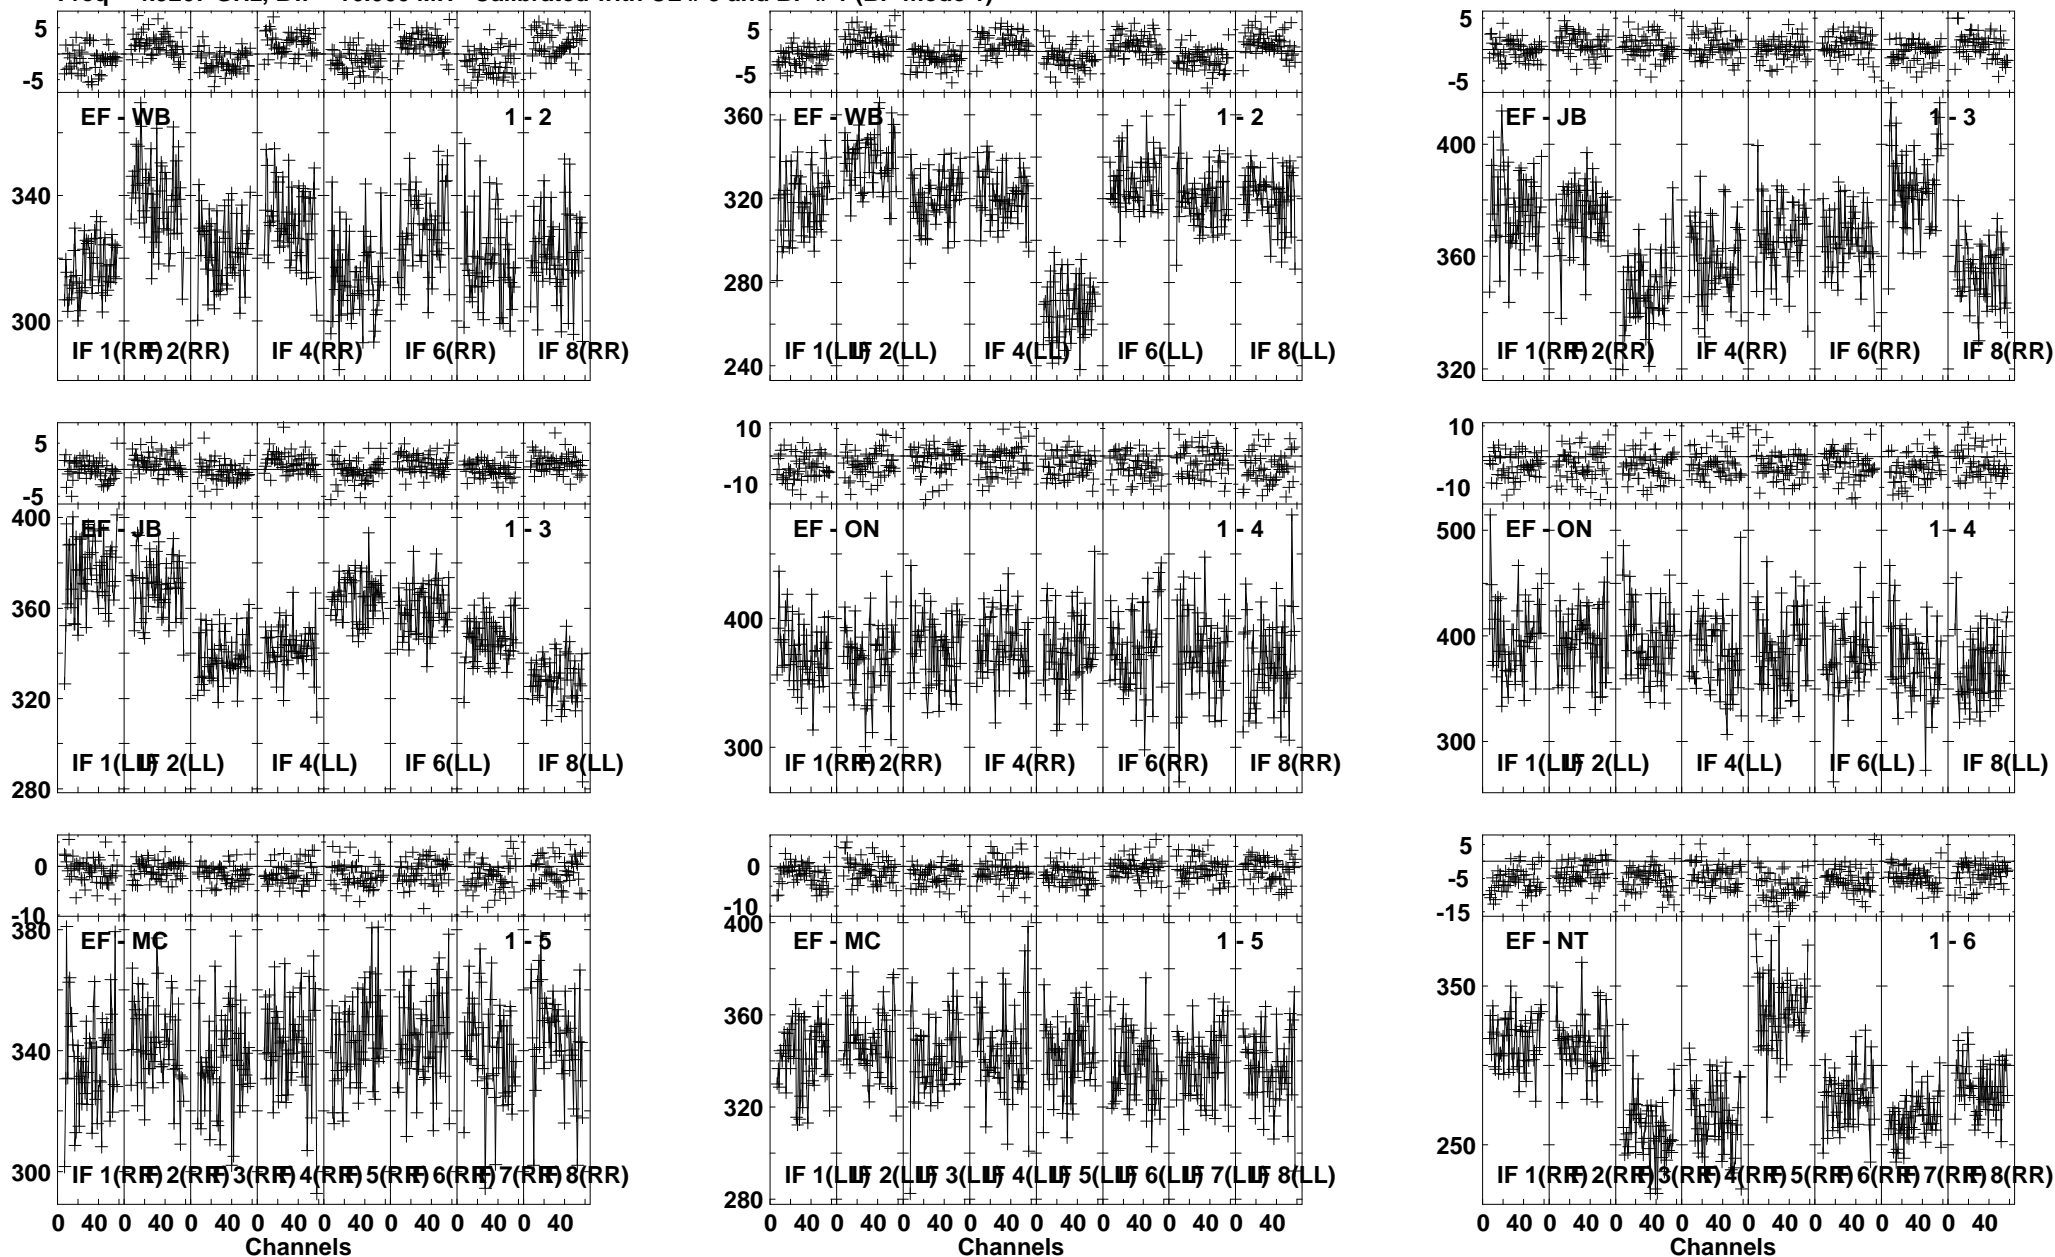 5 5 5
-5 -5 -5
EF - WB 1 - 2 EF - WB 1 - 2 EF - JB 1 - 3
360 400
340 320 360
300 280
IF 1(RR) IF 2(RR) IF 4(RR) IF 6(RR) IF 8(RR) IF 1(LL) IF 2(LL) IF 4(LL) IF 6(LL) IF 8(LL) IF 1(RR) IF 2(RR) IF 4(RR) IF 6(RR) IF 8(RR)
240 320
5 10 10
-5 -10 -10
400 EF - JB 1 - 3 EF - ON 1 - 4 500 EF - ON 1 - 4
360 400 400
320 300 300
IF 1(LL) IF 2(LL) IF 4(LL) IF 6(LL) IF 8(LL) IF 1(RR) IF 2(RR) IF 4(RR) IF 6(RR) IF 8(RR) IF 1(LL) IF 2(LL) IF 4(LL) IF 6(LL) IF 8(LL)
280
0 0 5
-5
-10 -10 -15
380 EF - MC 1 - 5 400 EF - MC 1 - 5 EF - NT 1 - 6
340 360 350
320 250
300 IF 1(RR) IF 2(RR) IF 3(RR) IF 4(RR) IF 5(RR) IF 6(RR) IF 7(RR) IF 8(RR) IF 1(LL) IF 2(LL) IF 3(LL) IF 4(LL) IF 5(LL) IF 6(LL) IF 7(LL) IF 8(LL) IF 1(RR) IF 2(RR) IF 3(RR) IF 4(RR) IF 5(RR) IF 6(RR) IF 7(RR) IF 8(RR)
280
0 40 0 40 0 40 0 40 0 40 0 40 0 40 0 40 0 40 0 40 0 40 0 40 0 40 0 40 0 40 0 40 0 40 0 40 0 40 0 40 0 40 0 40 0 40 0 40
Channels Channels Channels